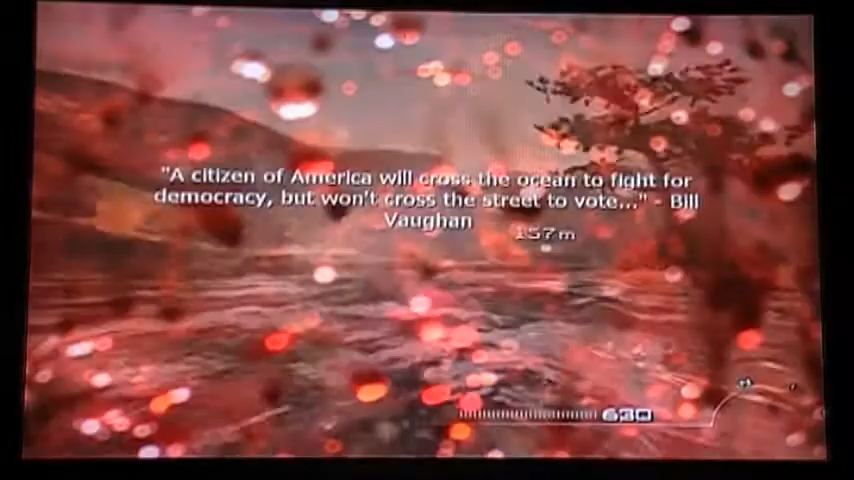 "A citizen of America will cross the ocean to fight for
democracy, but won't cross the street to vote..." - Bill
Vaughan
157m
630